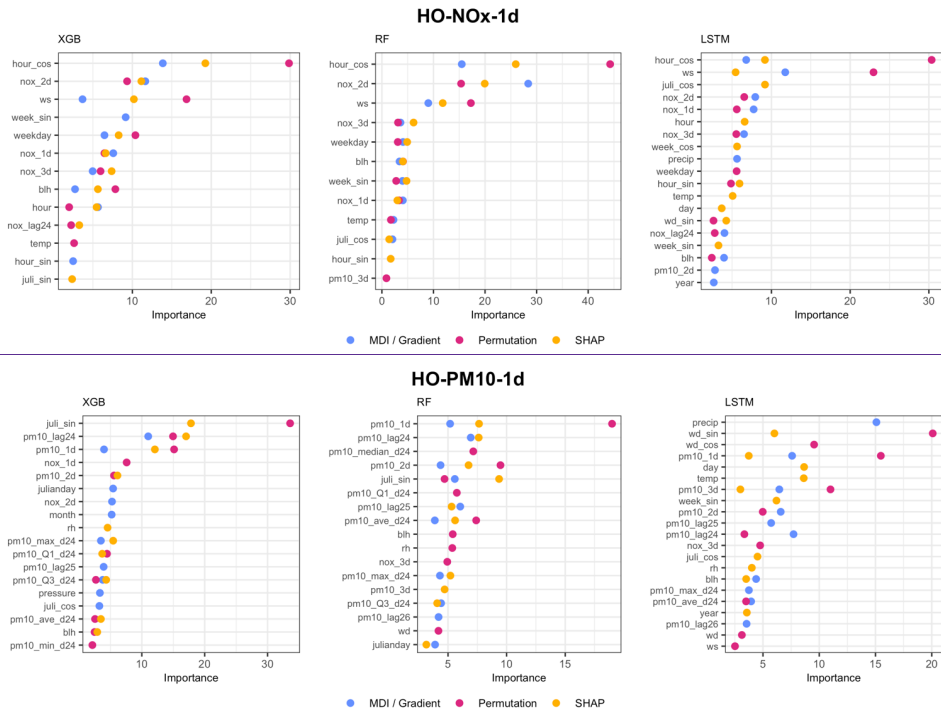 HO-NOx-1d
XGB
hour_cos
nox_2d
ws
week_sin
weekday
nox_1d
nox_3d
blh
hour
nox_lag24
temp
hour_sin
juli_sin
10 20 30
Importance
RF
hour_cos
nox_2d
ws
nox_3d
weekday
blh
week_sin
nox_1d
temp
juli_cos
hour_sin
pm10_3d
0 10 20 30 40
Importance
LSTM
hour_cos
ws
juli_cos
nox_2d
nox_1d
hour
nox_3d
week_cos
precip
weekday
hour_sin
temp
day
wd_sin
nox_lag24
week_sin
blh
pm10_2d
year
10 20 30
Importance
MDI / Gradient Permutation SHAP
HO-PM10-1d
XGB
juli_sin
pm10_lag24
pm10_1d
nox_1d
pm10_2d
julianday
nox_2d
month
rh
pm10_max_d24
pm10_Q1_d24
pm10_lag25
pm10_Q3_d24
pressure
juli_cos
pm10_ave_d24
blh
pm10_min_d24
10 20 30
Importance
RF
pm10_1d
pm10_lag24
pm10_median_d24
pm10_2d
juli_sin
pm10_Q1_d24
pm10_lag25
pm10_ave_d24
blh
rh
nox_3d
pm10_max_d24
pm10_3d
pm10_Q3_d24
pm10_lag26
wd
julianday
5 10 15
Importance
LSTM
precip
wd_sin
wd_cos
pm10_1d
day
temp
pm10_3d
week_sin
pm10_2d
pm10_lag25
pm10_lag24
nox_3d
juli_cos
rh
blh
pm10_max_d24
pm10_ave_d24
year
pm10_lag26
wd
ws
5 10 15 20
Importance
MDI / Gradient Permutation SHAP